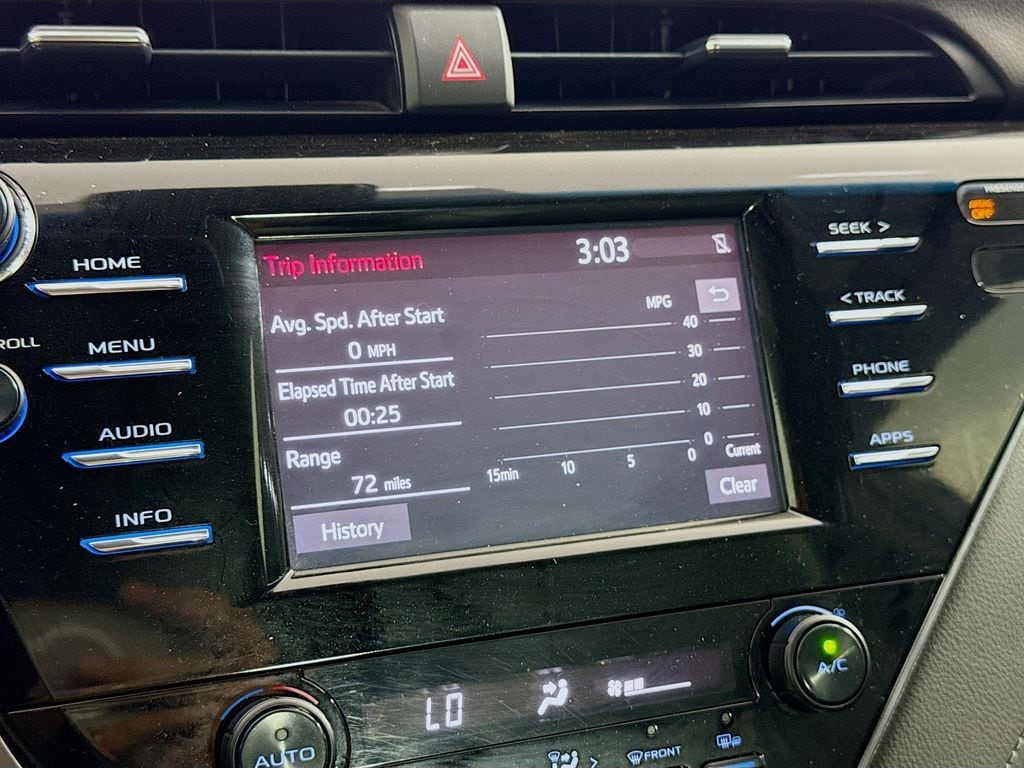 PASSENGER
HOME
MENU
AUDIO
INFO
ROLL
Trip Information
3:03
Avg. Spd. After Start
0 MPH
Elapsed Time After Start
00:25
Range
72 miles
History
MPG
40
30
20
10
0
15min 10 5 0
Current
Clear
SEEK >
< TRACK
PHONE
APPS
OFF
LO
A/C
AUTO
FRONT